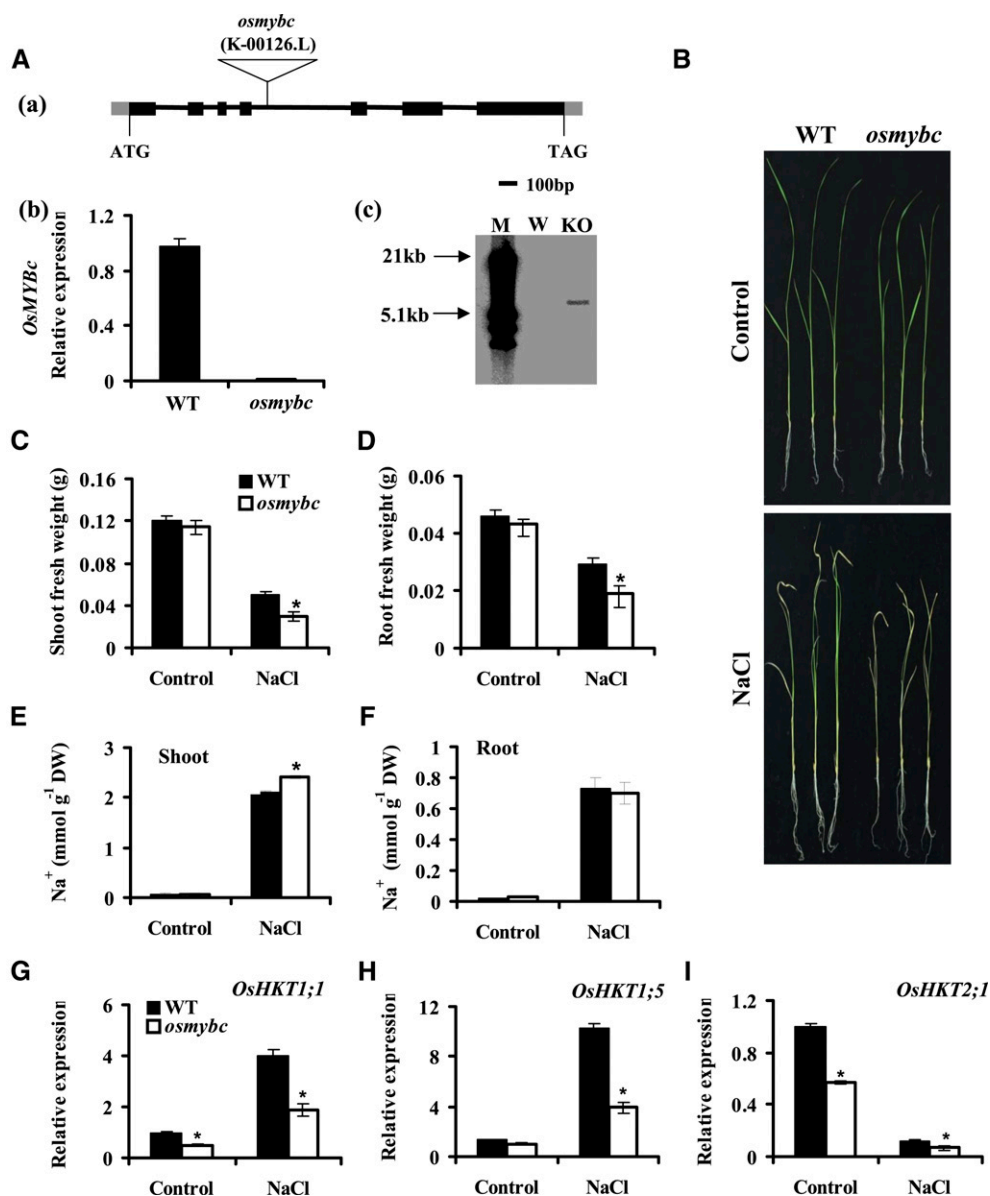 osmybc
(K-00126.L)
A
B
(a)
ATG
TAG
100bp
WT
osmybc
Control
NaCl
(b)
OsMYBc
Relative expression
1.2
0.8
0.4
0
WT
osmybc
(c)
M
W
KO
21kb
5.1kb
C
Shoot fresh weight (g)
0.16
0.12
0.08
0.04
0
WT
osmybc
*
Control
NaCl
D
Root fresh weight (g)
0.06
0.04
0.02
0
*
Control
NaCl
E
Shoot
Na+ (mmol g-1 DW)
3
2
1
0
*
Control
NaCl
F
Root
Na+ (mmol g-1 DW)
1
0.8
0.6
0.4
0.2
0
Control
NaCl
G
OsHKT1;1
Relative expression
6
4
2
0
WT
osmybc
*
*
Control
NaCl
H
OsHKT1;5
Relative expression
12
8
4
0
*
Control
NaCl
I
OsHKT2;1
Relative expression
1.2
0.8
0.4
0
*
*
Control
NaCl